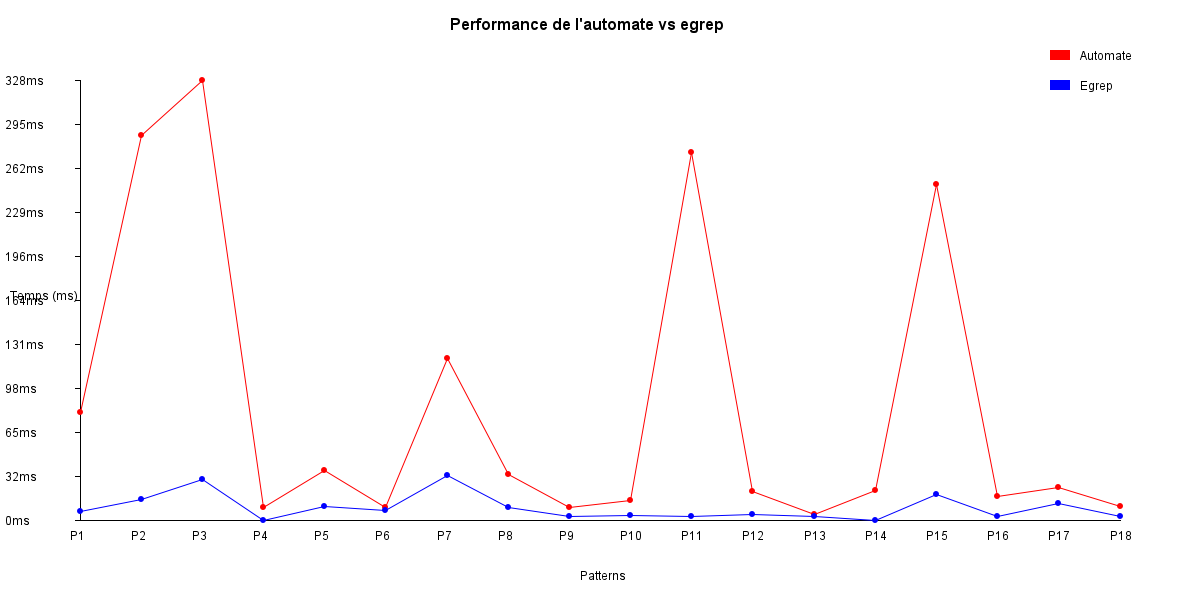 Performance de l'automate vs egrep
Automate
Egrep
328ms
295ms
262ms
229ms
196ms
Temps (ms)
164ms
131ms
98ms
65ms
32ms
0ms
P1 P2 P3 P4 P5 P6 P7 P8 P9 P10 P11 P12 P13 P14 P15 P16 P17 P18
Patterns